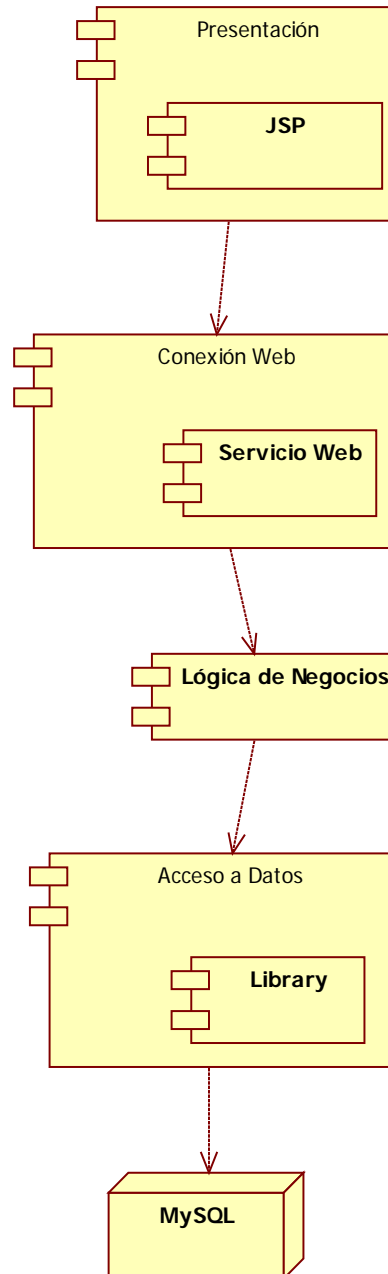 Presentación
JSP
Conexión Web
Servicio Web
Lógica de Negocios
Acceso a Datos
Library
MySQL